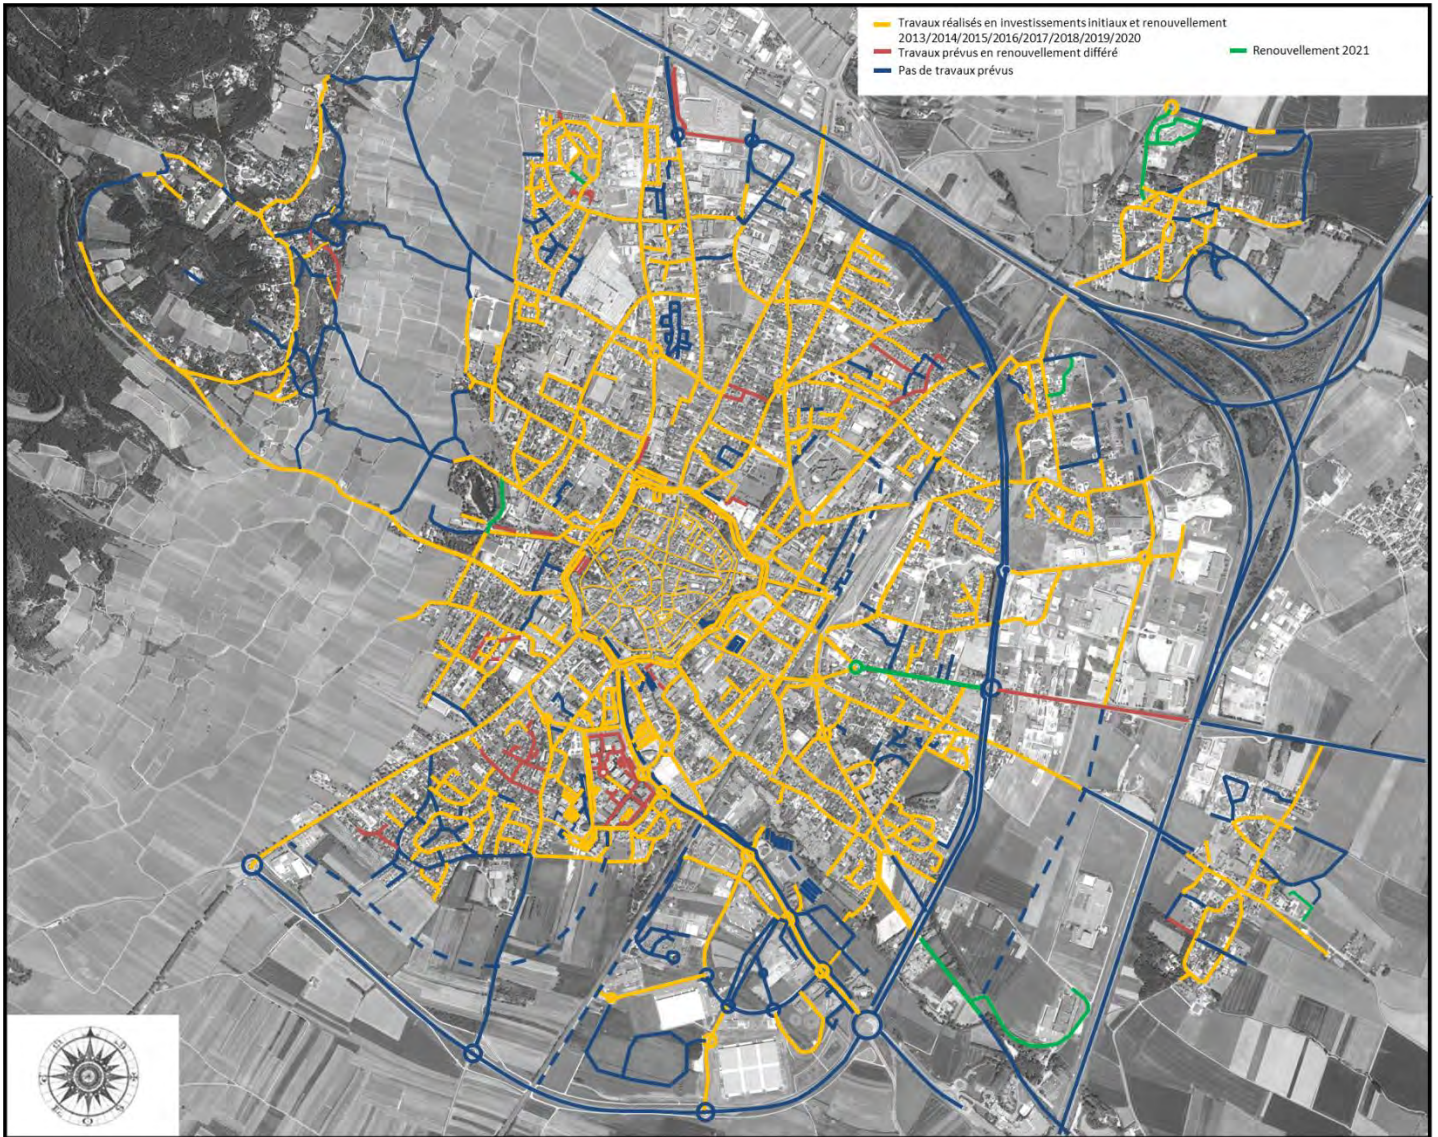 Travaux réalisés en investissements initiaux et renouvellement
2013/2014/2015/2016/2017/2018/2019/2020
Travaux prévus en renouvellement différé
Renouvellement 2021
Pas de travaux prévus